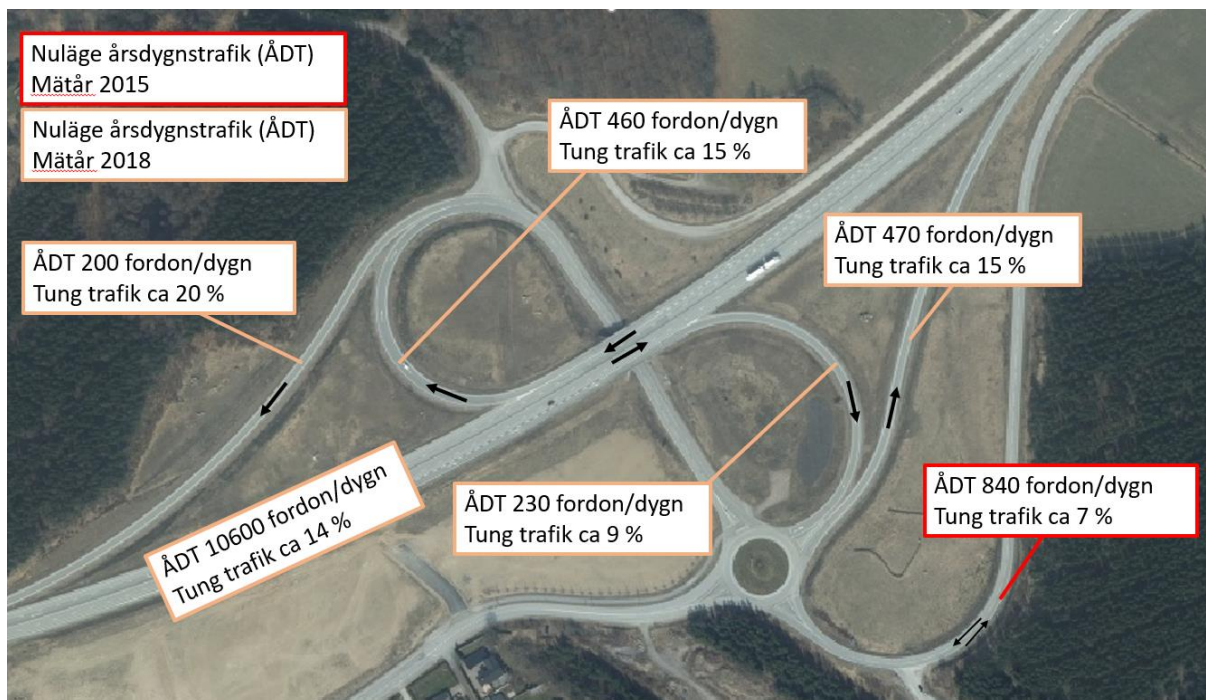 Nuläge årsdygnstrafik (ÅDT)
Mätår 2015
Nuläge årsdygnstrafik (ÅDT)
Mätår 2018
ÅDT 460 fordon/dygn
Tung trafik ca 15 %
ÅDT 470 fordon/dygn
Tung trafik ca 15 %
ÅDT 200 fordon/dygn
Tung trafik ca 20 %
ÅDT 10600 fordon/dygn
Tung trafik ca 14 %
ÅDT 230 fordon/dygn
Tung trafik ca 9 %
ÅDT 840 fordon/dygn
Tung trafik ca 7 %